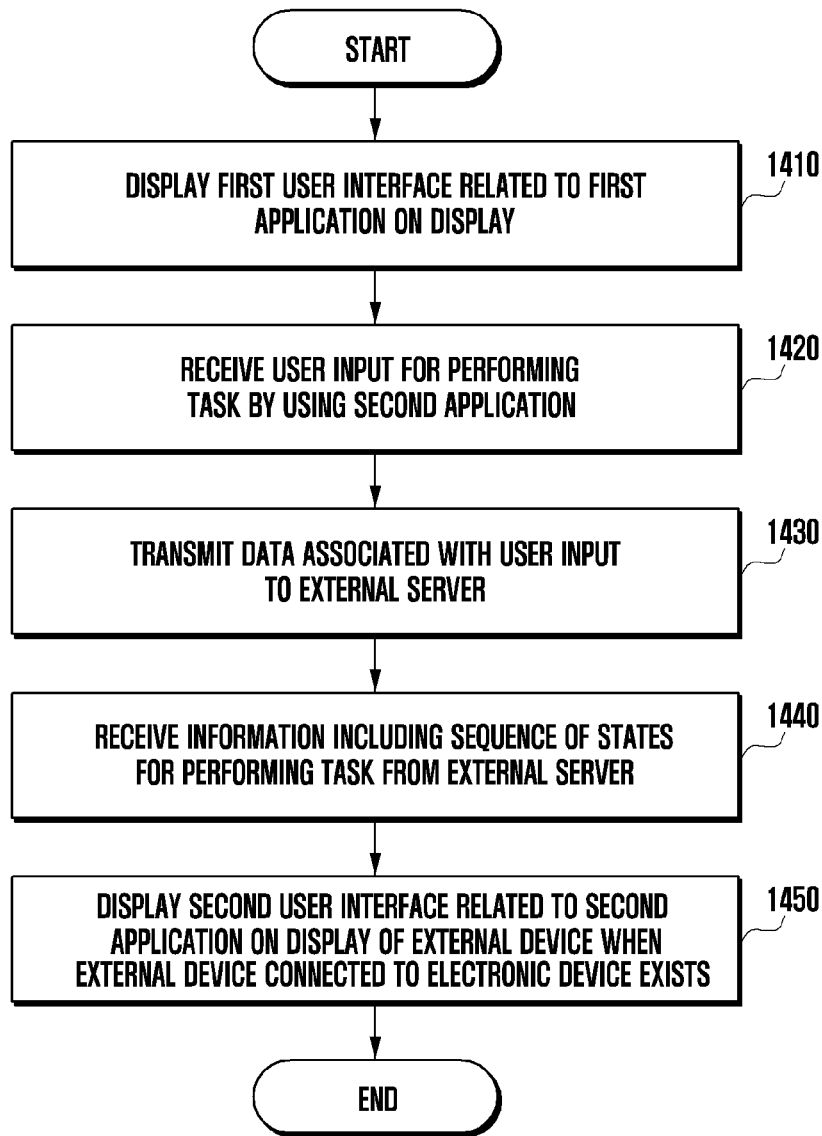 START
DISPLAY FIRST USER INTERFACE RELATED TO FIRST
APPLICATION ON DISPLAY
1410
RECEIVE USER INPUT FOR PERFORMING
TASK BY USING SECOND APPLICATION
1420
TRANSMIT DATA ASSOCIATED WITH USER INPUT
TO EXTERNAL SERVER
1430
RECEIVE INFORMATION INCLUDING SEQUENCE OF STATES
FOR PERFORMING TASK FROM EXTERNAL SERVER
1440
DISPLAY SECOND USER INTERFACE RELATED TO SECOND
APPLICATION ON DISPLAY OF EXTERNAL DEVICE WHEN
EXTERNAL DEVICE CONNECTED TO ELECTRONIC DEVICE EXISTS
1450
END